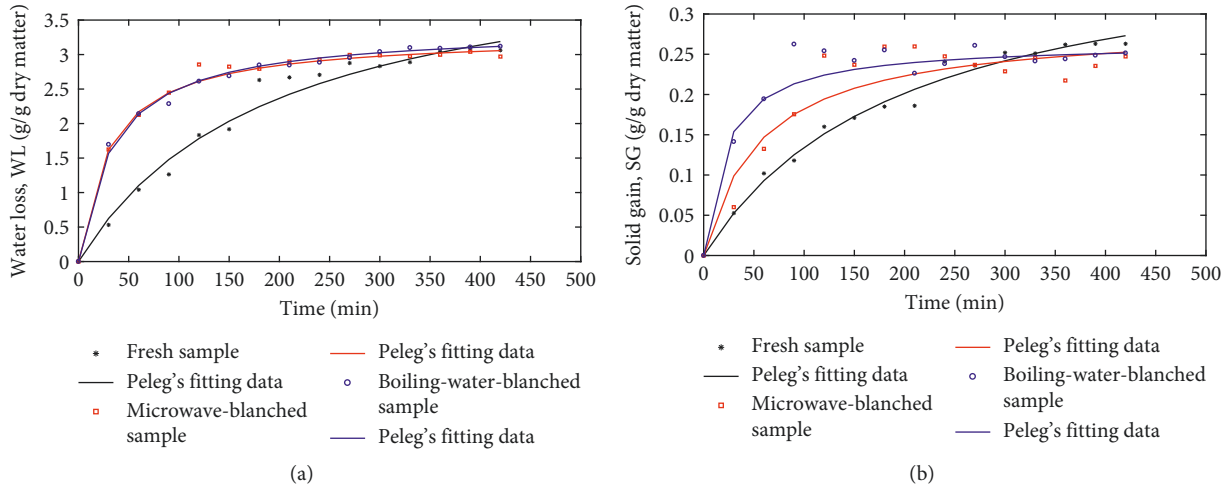 3.5
3
2.5
2
1.5
1
0.5
0
Water loss, WL (g/g dry matter)
0 50 100 150 200 250 300 350 400 450 500
Time (min)
Fresh sample
Peleg's fitting data
Microwave-blanched
sample
Peleg's fitting data
Boiling-water-blanched
sample
Peleg's fitting data
(a)
0.3
0.25
0.2
0.15
0.1
0.05
0
Solid gain, SG (g/g dry matter)
0 50 100 150 200 250 300 350 400 450 500
Time (min)
Fresh sample
Peleg's fitting data
Microwave-blanched
sample
Peleg's fitting data
Boiling-water-blanched
sample
Peleg's fitting data
(b)